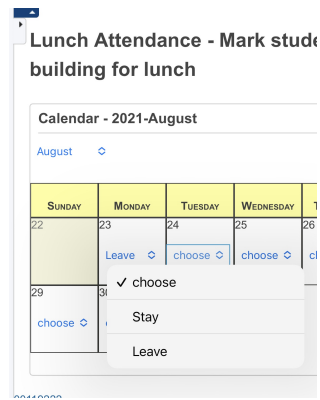 Lunch Attendance - Mark stude
building for lunch
Calendar - 2021-August
August
Sunday Monday Tuesday Wednesday
22 23 24 25 26
Leave choose choose ch
29 30
choose
choose
Stay
Leave